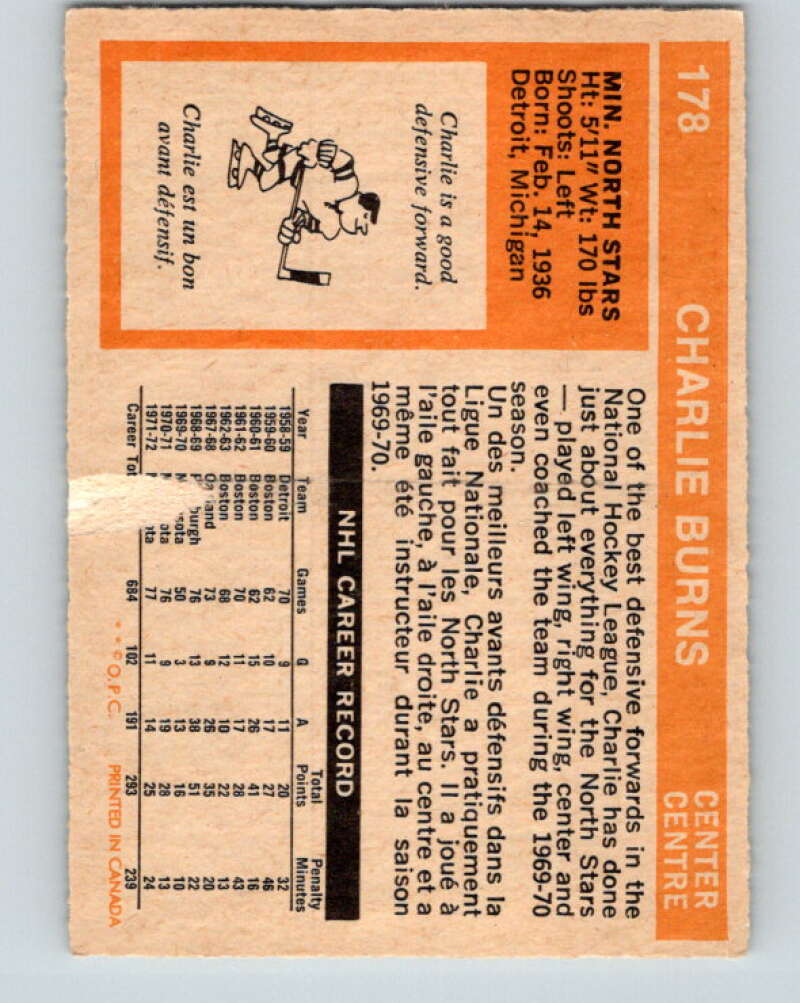 178 CHARLIE BURNS CENTER
CENTRE
MIN. NORTH STARS
Ht: 5'11" Wt: 170 lbs
Shoots: Left
Born: Feb. 14, 1936
Detroit, Michigan
Charlie is a good
defensive forward.
Charlie est un bon
avant défensif.
One of the best defensive forwards in the
National Hockey League, Charlie has done
just about everything for the North Stars
— played left wing, right wing, center and
even coached the team during the 1969-70
season.
Un des meilleurs avants défensifs dans la
Ligue Nationale, Charlie a pratiquement
tout fait pour les North Stars. Il a joué à
l'aile gauche, à l'aile droite, au centre et a
même été instructeur durant la saison
1969-70.
NHL CAREER RECORD
Year Team Games G A Total Points Penalty Minutes
1958-59 Detroit 70 9 11 20 32
1959-60 Boston 62 10 17 27 46
1960-61 Boston 62 15 26 41 16
1961-62 Boston 70 11 17 28 43
1962-63 Boston 68 12 10 22 13
1967-68 73 9 26 35 20
1968-69 76 13 38 51 22
1969-70 50 3 13 16 10
1970-71 76 9 19 28 13
1971-72 77 11 14 25 24
Career Tot 684 102 191 293 239
* * © O.P.C. PRINTED IN CANADA